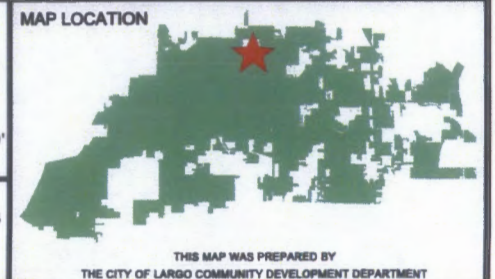 MAP LOCATION
THIS MAP WAS PREPARED BY
THE CITY OF LARGO COMMUNITY DEVELOPMENT DEPARTMENT